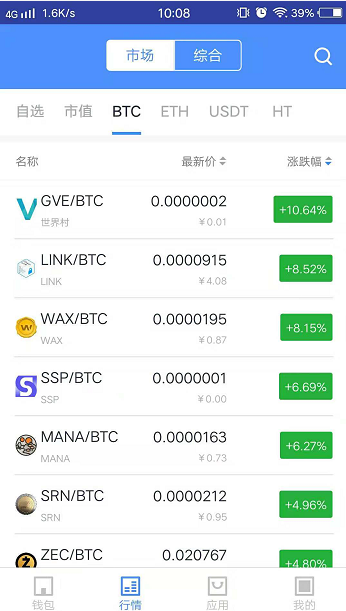 4G 1.6K/s 10:08 39%
市场 综合
自选 市值 BTC ETH USDT HT
名称 最新价 涨跌幅
GVE/BTC 0.0000002 +10.64%
世界村 ¥0.01
LINK/BTC 0.0000915 +8.52%
LINK ¥4.08
WAX/BTC 0.0000195 +8.15%
WAX ¥0.87
SSP/BTC 0.0000001 +6.69%
SSP ¥0.00
MANA/BTC 0.0000163 +6.27%
MANA ¥0.73
SRN/BTC 0.0000212 +4.96%
SRN ¥0.95
ZEC/BTC 0.020767 +4.80%
钱包 行情 应用 我的